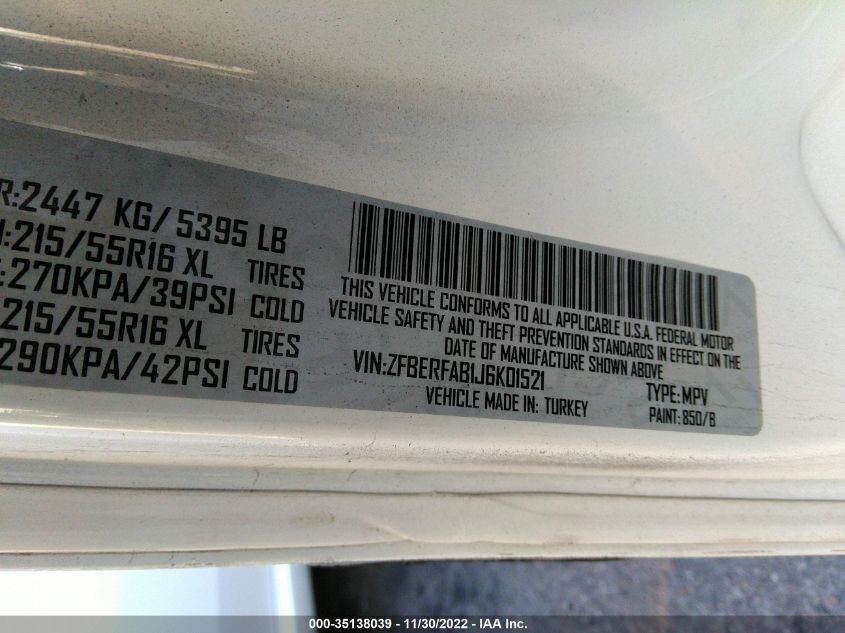 R:2447 KG/ 5395 LB
:215/55R16 XL TIRES
:270KPA/39PSI COLD
215/55R16 XL TIRES
290KPA/42PSI COLD
THIS VEHICLE CONFORMS TO ALL APPLICABLE U.S.A. FEDERAL MOTOR
VEHICLE SAFETY AND THEFT PREVENTION STANDARDS IN EFFECT ON THE
DATE OF MANUFACTURE SHOWN ABOVE
VIN:ZFBERFAB1J6K01521 TYPE:MPV
VEHICLE MADE IN: TURKEY PAINT: 850/B
000-35138039 — 11/30/2022 - IAA Inc.